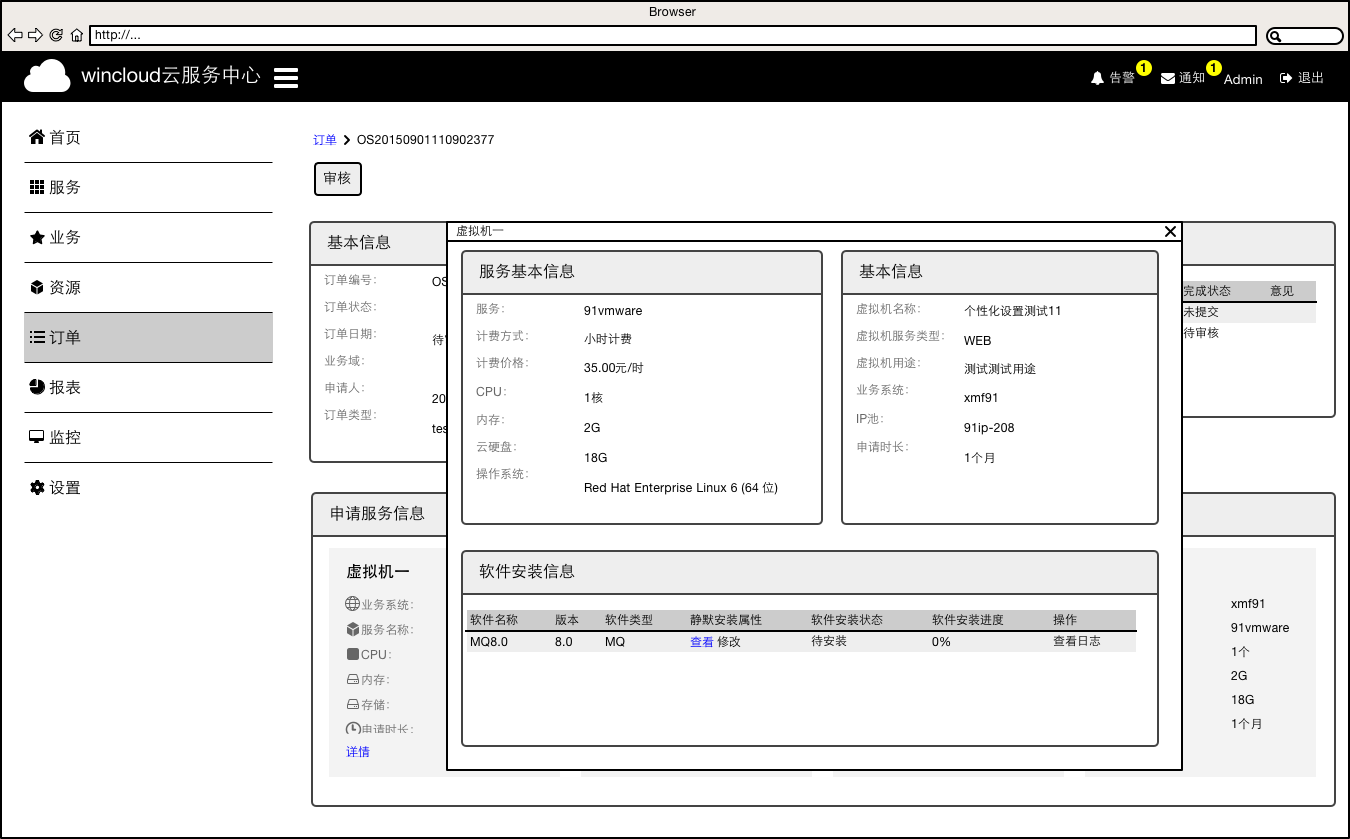 Browser
http://...
wincloud云服务中心
告警 1 通知 1 Admin 退出
首页
服务
业务
资源
订单
报表
监控
设置
订单 OS20150901110902377
审核
基本信息
订单编号: OS
订单状态:
订单日期:
业务域:
申请人: 20
订单类型: tes
完成状态 意见
未提交
待审核
虚拟机一
服务基本信息
服务: 91vmware
计费方式: 小时计费
计费价格: 35.00元/时
CPU: 1核
内存: 2G
云硬盘: 18G
操作系统: Red Hat Enterprise Linux 6 (64 位)
基本信息
虚拟机名称: 个性化设置测试11
虚拟机服务类型: WEB
虚拟机用途: 测试测试用途
业务系统: xmf91
IP池: 91ip-208
申请时长: 1个月
软件安装信息
软件名称 版本 软件类型 静默安装属性 软件安装状态 软件安装进度 操作
MQ8.0 8.0 MQ 查看 修改 待安装 0% 查看日志
申请服务信息
虚拟机一
业务系统:
服务名称:
CPU:
内存:
存储:
申请时长:
详情
xmf91
91vmware
1个
2G
18G
1个月